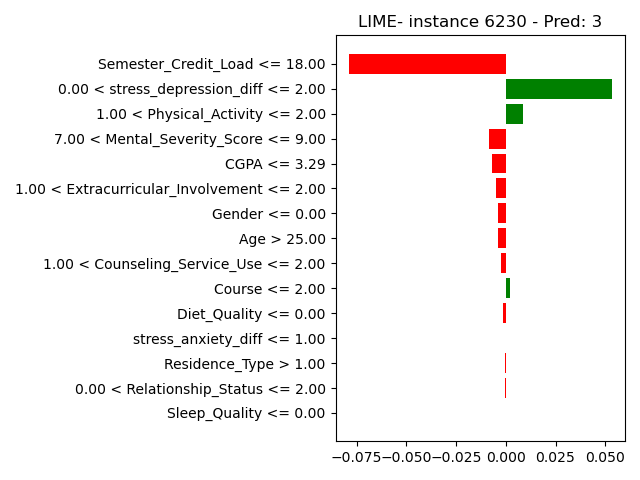 LIME- instance 6230 - Pred: 3
Semester_Credit_Load <= 18.00
0.00 < stress_depression_diff <= 2.00
1.00 < Physical_Activity <= 2.00
7.00 < Mental_Severity_Score <= 9.00
CGPA <= 3.29
1.00 < Extracurricular_Involvement <= 2.00
Gender <= 0.00
Age > 25.00
1.00 < Counseling_Service_Use <= 2.00
Course <= 2.00
Diet_Quality <= 0.00
stress_anxiety_diff <= 1.00
Residence_Type > 1.00
0.00 < Relationship_Status <= 2.00
Sleep_Quality <= 0.00
−0.075 −0.050 −0.025 0.000 0.025 0.050